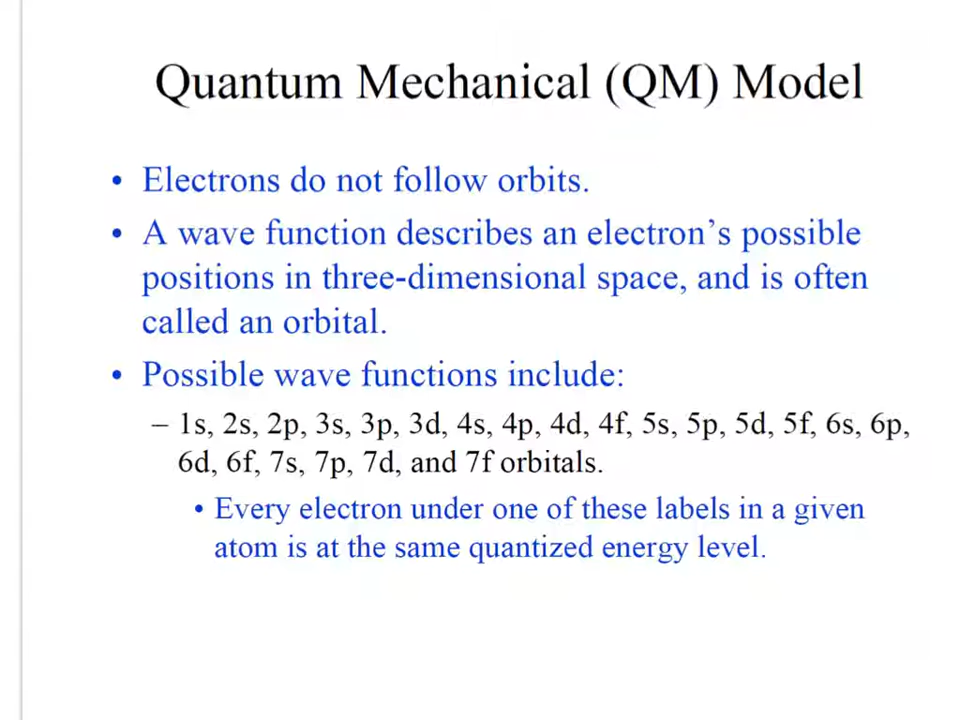 Quantum Mechanical (QM) Model
• Electrons do not follow orbits.
• A wave function describes an electron's possible
positions in three-dimensional space, and is often
called an orbital.
• Possible wave functions include:
– 1s, 2s, 2p, 3s, 3p, 3d, 4s, 4p, 4d, 4f, 5s, 5p, 5d, 5f, 6s, 6p,
6d, 6f, 7s, 7p, 7d, and 7f orbitals.
• Every electron under one of these labels in a given
atom is at the same quantized energy level.